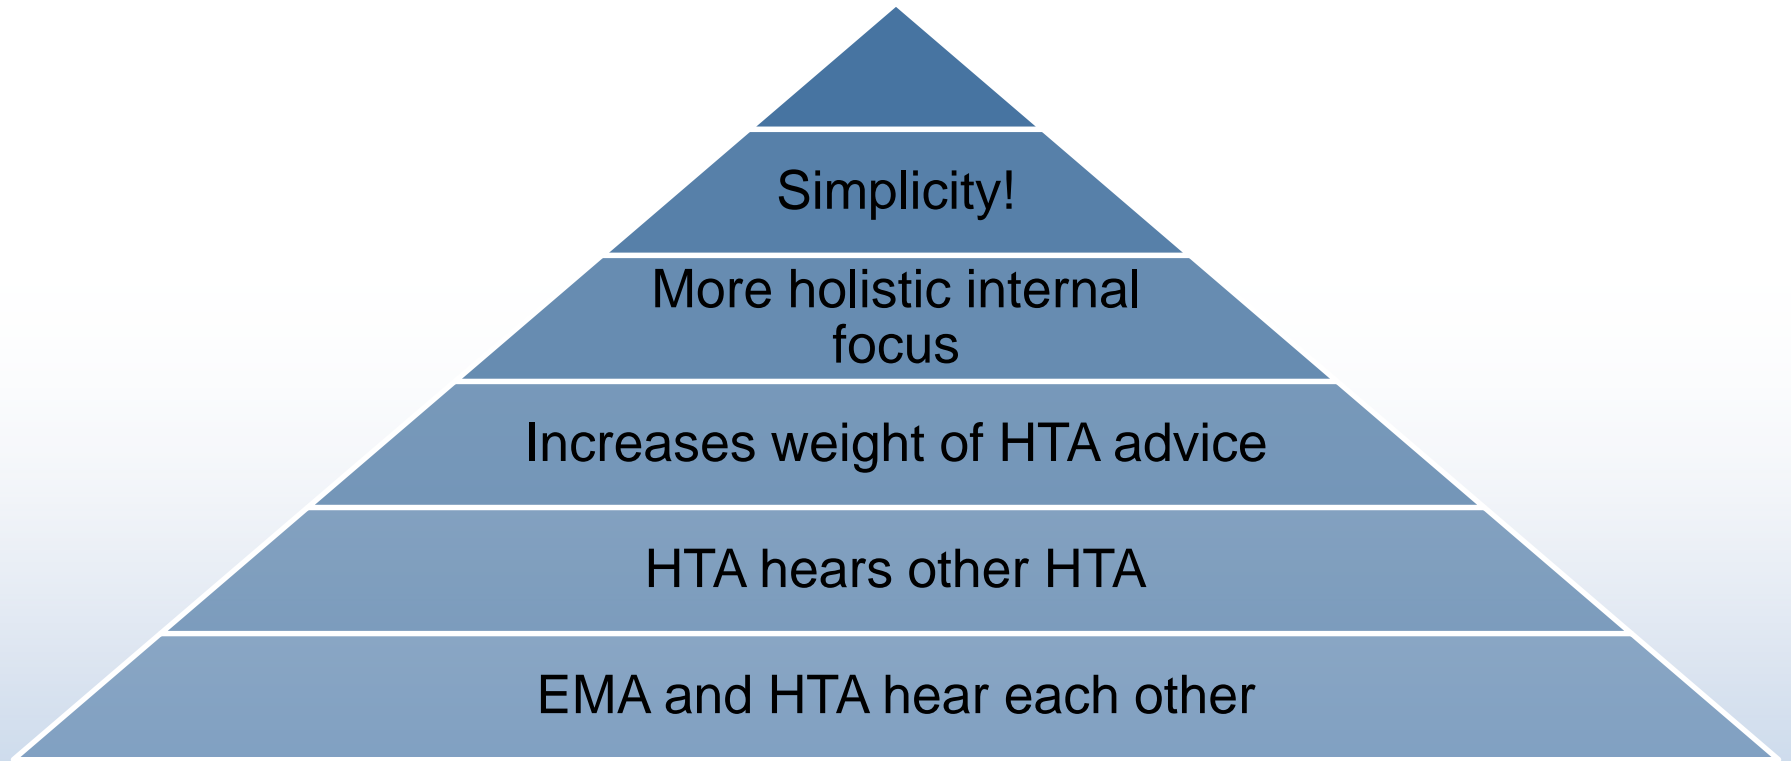 Simplicity!
More holistic internal
focus
Increases weight of HTA advice
HTA hears other HTA
EMA and HTA hear each other